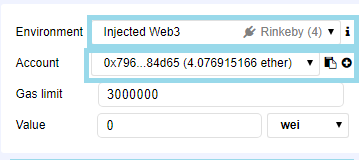 Environment Injected Web3 Rinkeby (4)
Account 0x796...84d65 (4.076915166 ether)
Gas limit 3000000
Value 0 wei